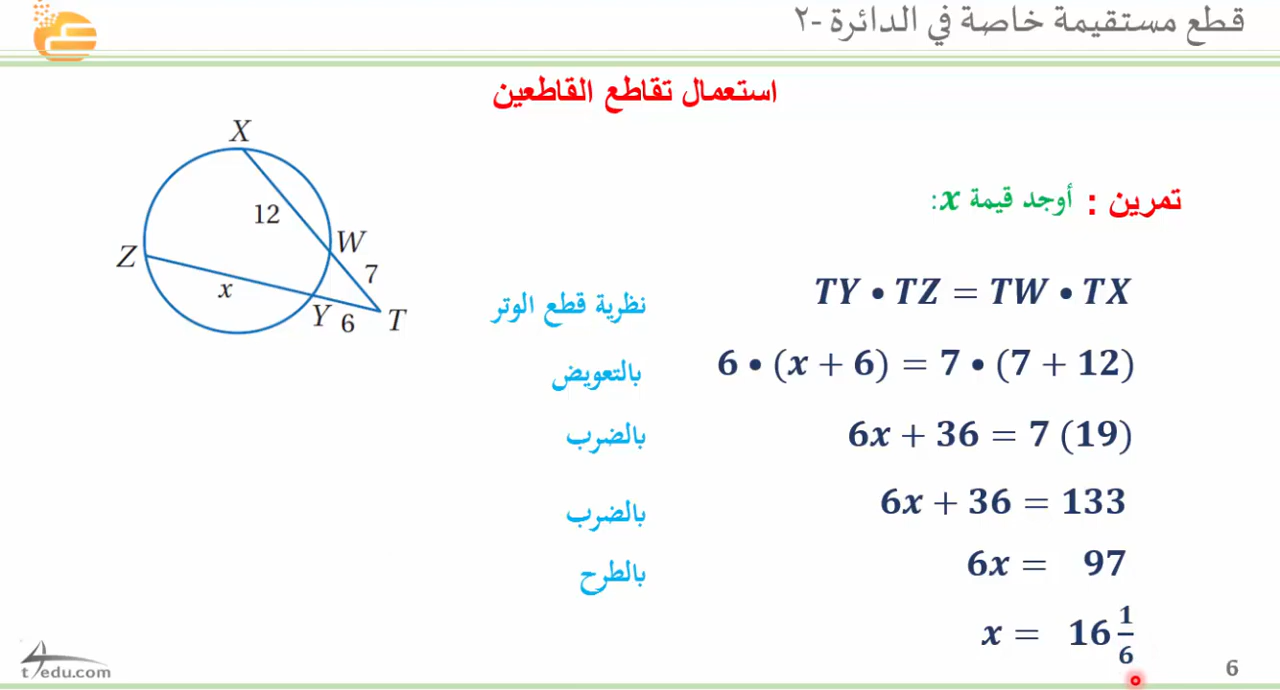 قطع مستقيمة خاصة في الدائرة -٢
استعمال تقاطع القاطعين
تمرين : أوجد قيمة x:
X
12
W
7
Z
x
Y 6 T
TY • TZ = TW • TX نظرية قطع الوتر
6 • (x + 6) = 7 • (7 + 12) بالتعويض
6x + 36 = 7 (19) بالضرب
6x + 36 = 133 بالضرب
6x = 97 بالطرح
x = 16 1/6
t4edu.com
6